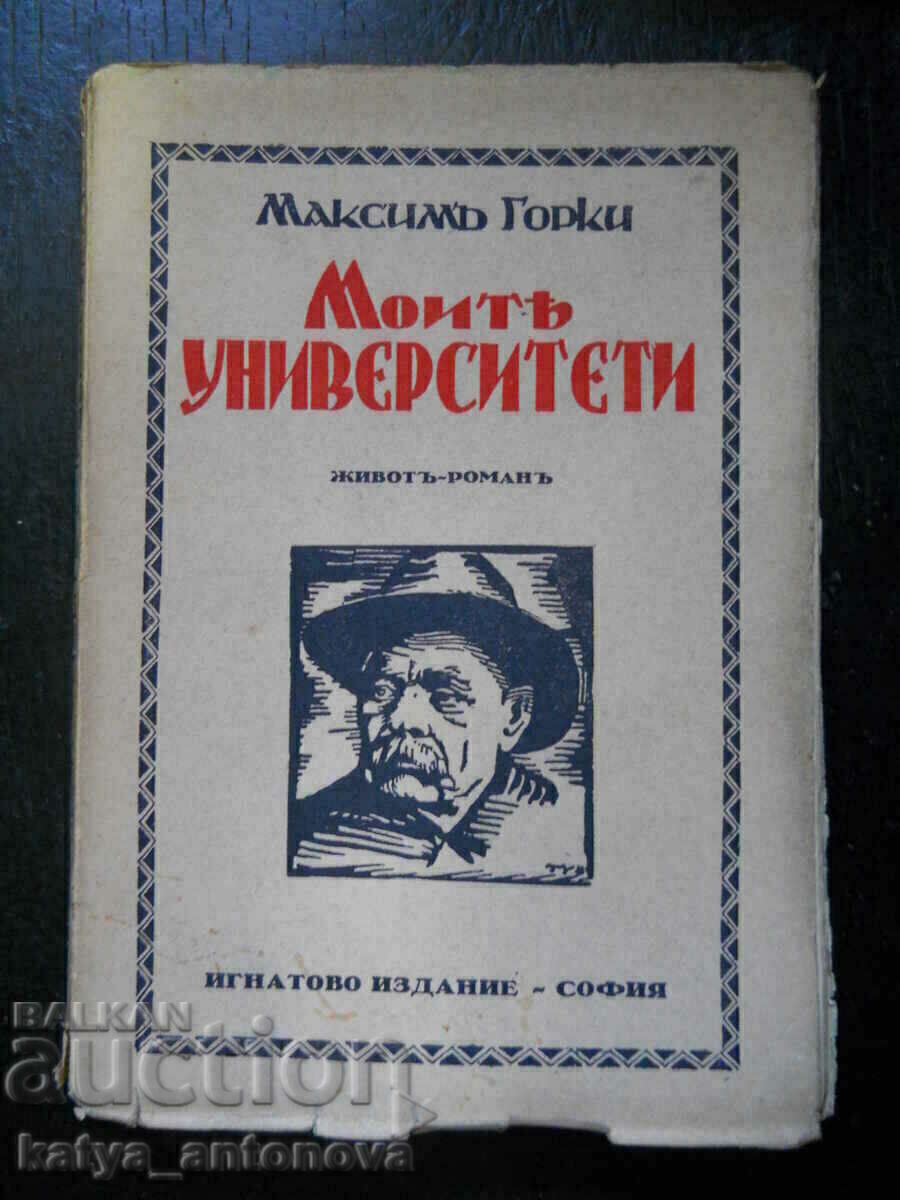 Максимъ Горки
Моитѣ
УНИВЕРСИТЕТИ
ЖИВОТЪ-РОМАНЪ
ИГНАТОВО ИЗДАНИЕ - СОФИЯ
BALKAN
auction
katya_antonova